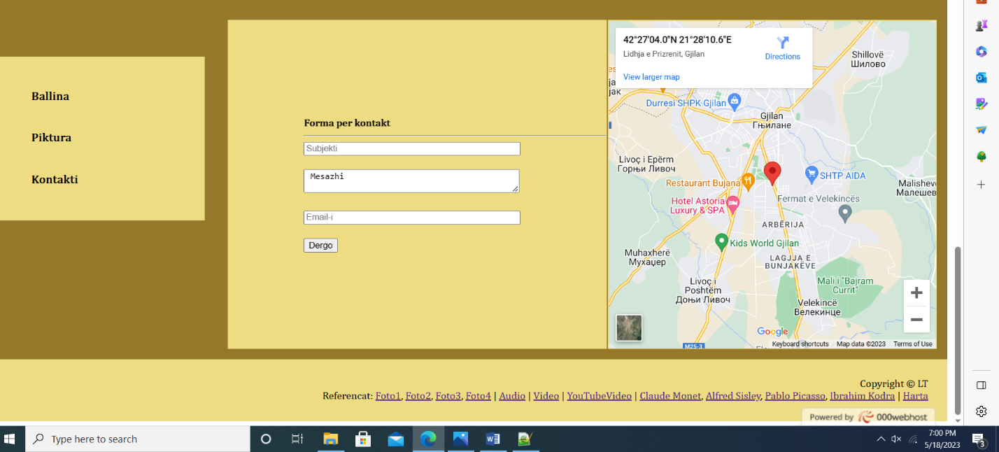 Ballina
Piktura
Kontakti
Forma per kontakt
Subjekti
Mesazhi
Email-i
Dergo
42°27'04.0"N 21°28'10.6"E
Lidhja e Prizrenit, Gjilan
Directions
View larger map
Shillovë
Шилово
Durresi SHPK Gjilan
Gjilan
Гњилане
Livoç i Epërm
Горњи Ливоч
SHTP AIDA
Restaurant Bujana
Malishev
Малешев
Hotel Astoria
Luxury & SPA
Fermat e Velekincës
ARBËRIJA
Kids World Gjilan
Muhaxherë
Мухаџер
LAGJJA E
BUNJAKËVE
Livoç i
Poshtëm
Доњи Ливоч
Mali i "Bajram
Currit"
Velekincë
Велекинце
Google
M25-3
Keyboard shortcuts
Map data ©2023
Terms of Use
Copyright © LT
Referencat: Foto1, Foto2, Foto3, Foto4 | Audio | Video | YouTubeVideo | Claude Monet, Alfred Sisley, Pablo Picasso, Ibrahim Kodra | Harta
Powered by 000webhost
Type here to search
7:00 PM
5/18/2023
3